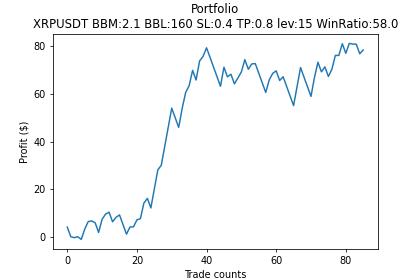 Portfolio
XRPUSDT BBM:2.1 BBL:160 SL:0.4 TP:0.8 lev:15 WinRatio:58.0
80
60
40
20
0
Profit ($)
0 20 40 60 80
Trade counts